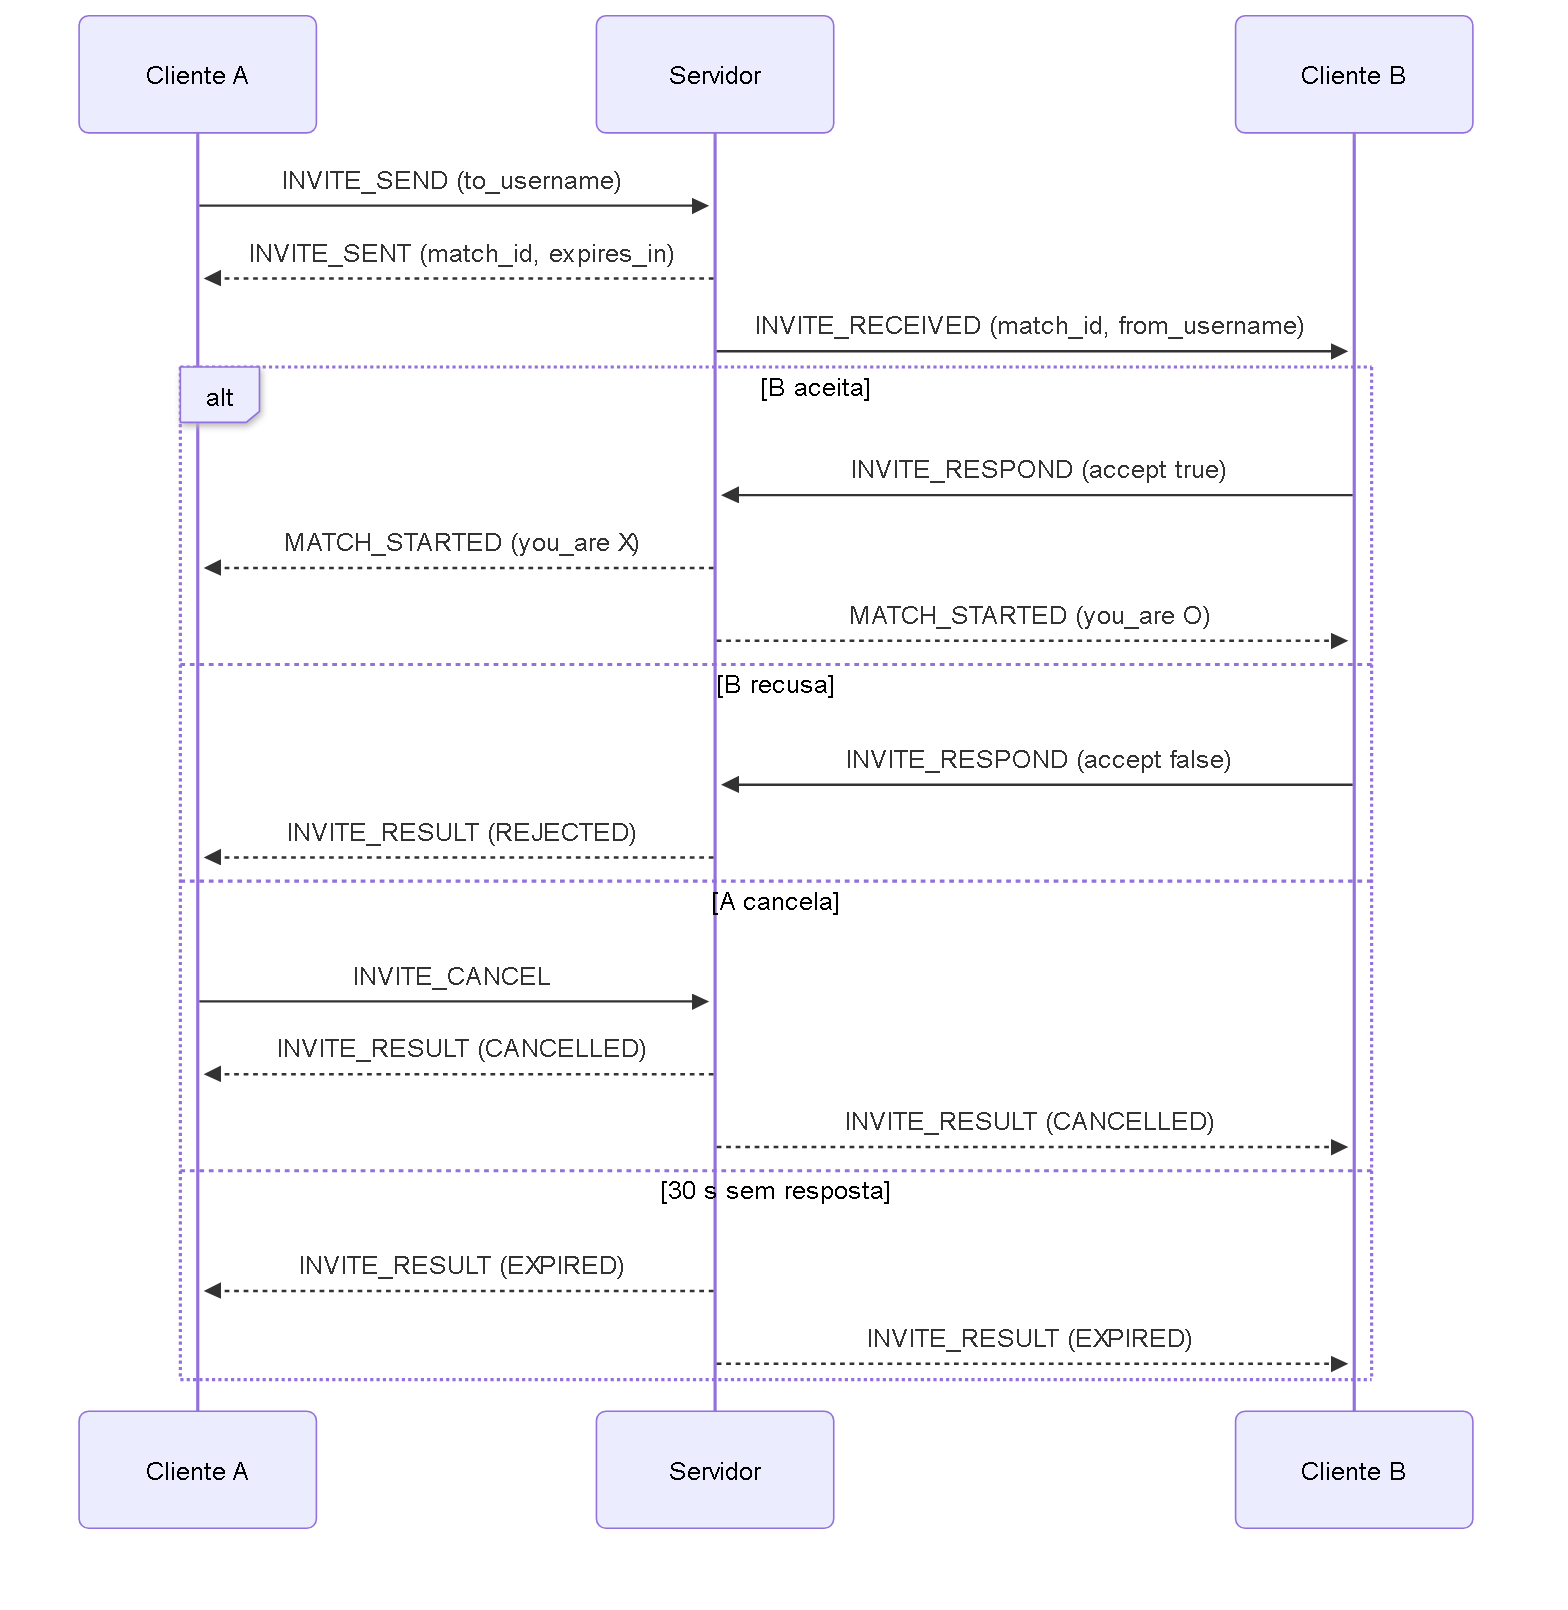 Cliente A
Servidor
Cliente B
INVITE_SEND (to_username)
INVITE_SENT (match_id, expires_in)
INVITE_RECEIVED (match_id, from_username)
alt
[B aceita]
INVITE_RESPOND (accept true)
MATCH_STARTED (you_are X)
MATCH_STARTED (you_are O)
[B recusa]
INVITE_RESPOND (accept false)
INVITE_RESULT (REJECTED)
[A cancela]
INVITE_CANCEL
INVITE_RESULT (CANCELLED)
INVITE_RESULT (CANCELLED)
[30 s sem resposta]
INVITE_RESULT (EXPIRED)
INVITE_RESULT (EXPIRED)
Cliente A
Servidor
Cliente B